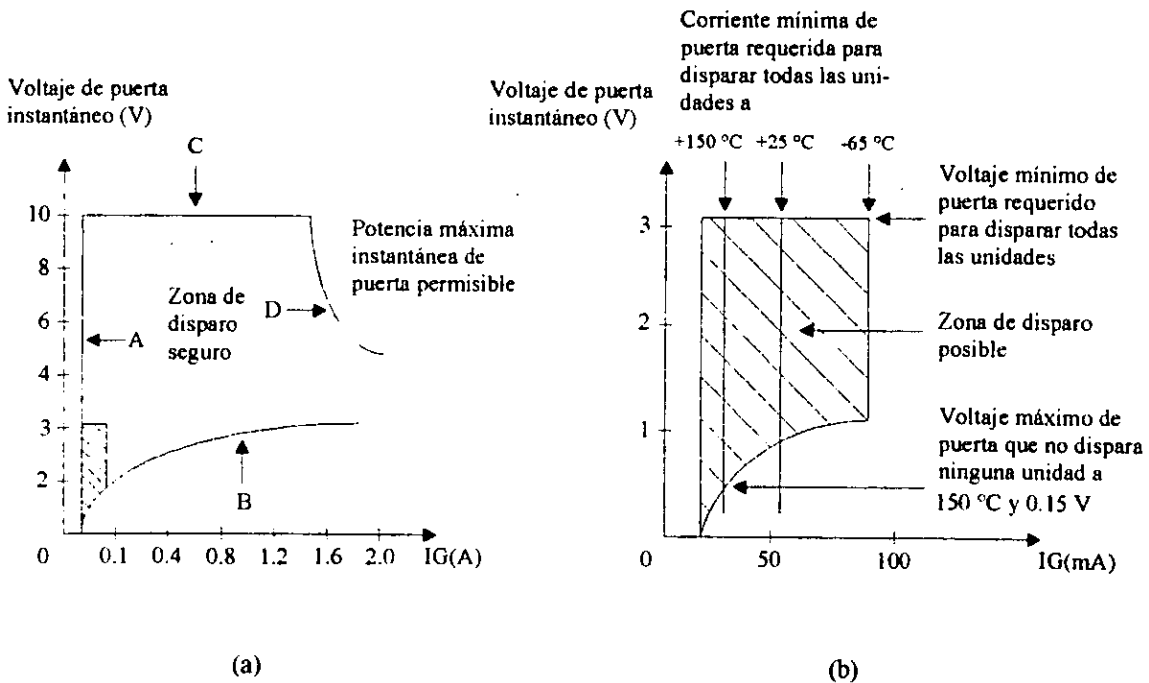 Voltaje de puerta
instantáneo (V)
C
10
8
6
4
3
2
0
A
Zona de
disparo
seguro
D
Potencia máxima
instantánea de
puerta permisible
B
0.1 0.4 0.8 1.2 1.6 2.0 IG(A)
(a)
Corriente mínima de
puerta requerida para
disparar todas las uni-
dades a
Voltaje de puerta
instantáneo (V)
+150 °C +25 °C -65 °C
3
2
1
0
Voltaje mínimo de
puerta requerido
para disparar todas
las unidades
Zona de disparo
posible
Voltaje máximo de
puerta que no dispara
ninguna unidad a
150 °C y 0.15 V
50 100 IG(mA)
(b)